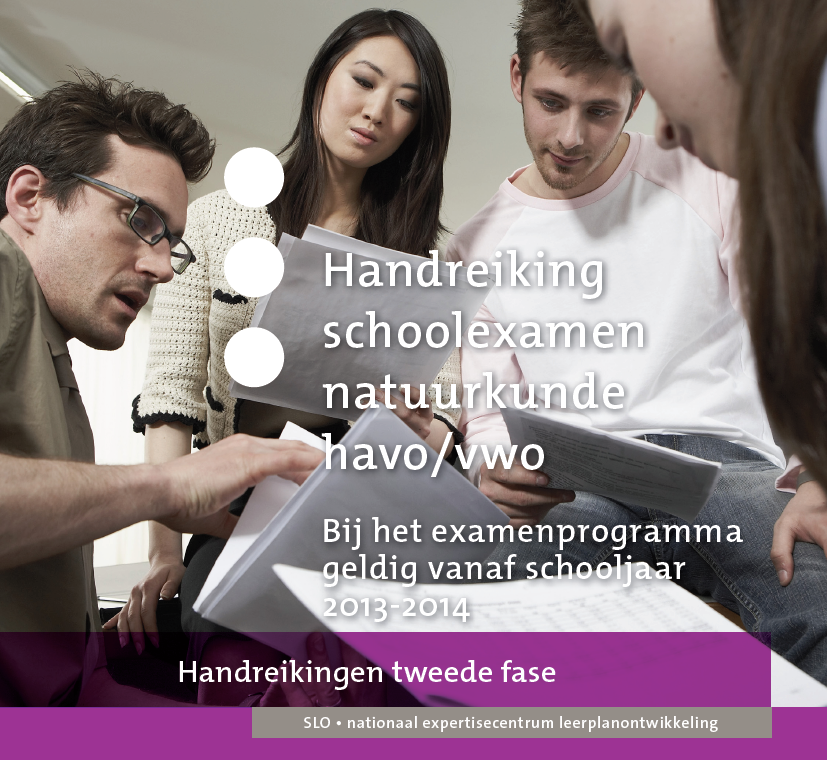 Handreiking
schoolexamen
natuurkunde
havo/vwo
Bij het examenprogramma
geldig vanaf schooljaar
2013-2014
Handreikingen tweede fase
SLO • nationaal expertisecentrum leerplanontwikkeling